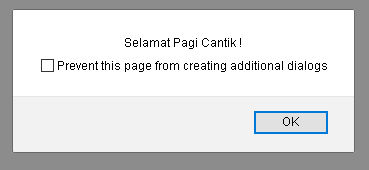 Selamat Pagi Cantik !
Prevent this page from creating additional dialogs
OK